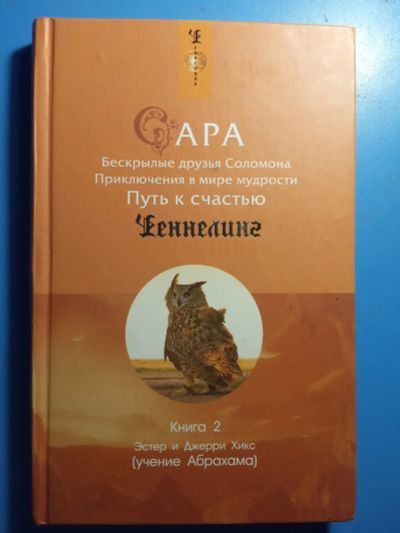 САРА
Бескрылые друзья Соломона
Приключения в мире мудрости
Путь к счастью
Ченнелинг
Книга 2
Эстер и Джерри Хикс
(учение Абрахама)